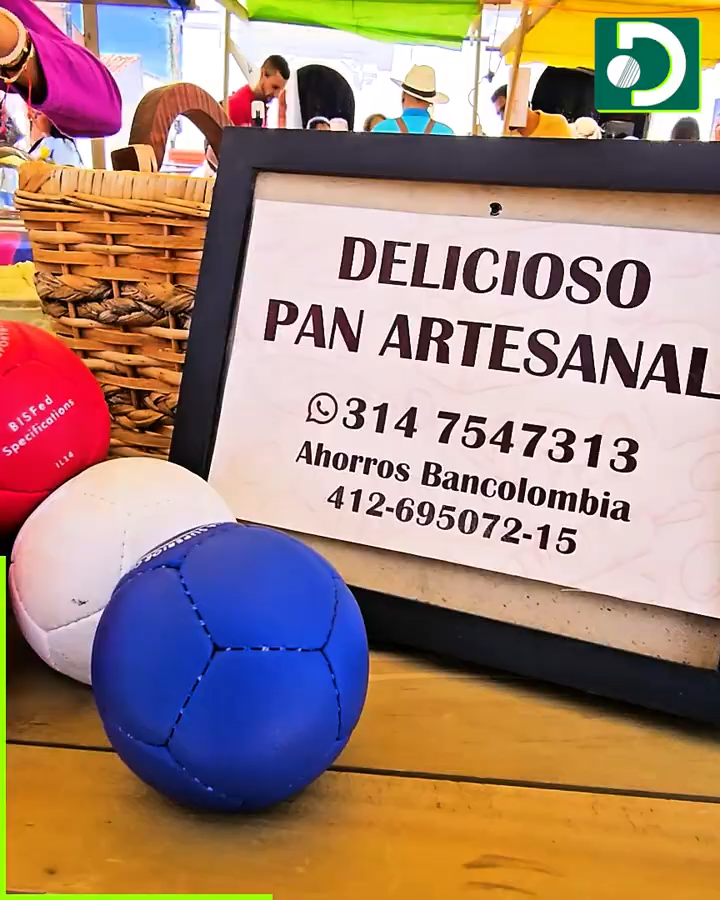 DELICIOSO
PAN ARTESANAL
314 7547313
Ahorros Bancolombia
412-695072-15
BISFed
Specifications